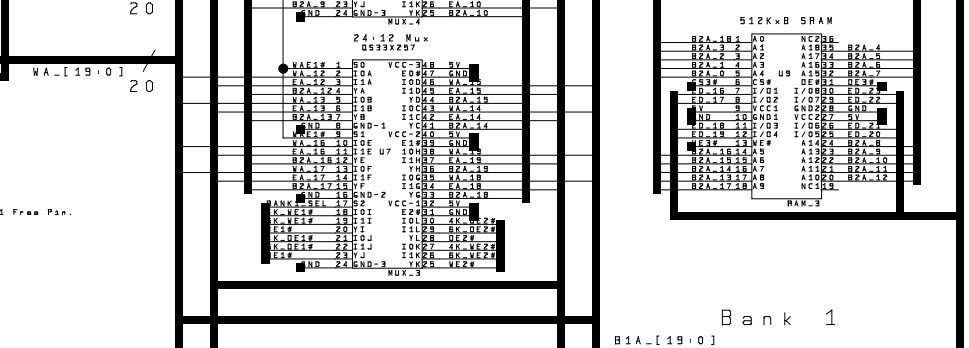 20
B2A_9 23 YJ I1K 26 EA_10
GND 24 GND-3 YK 25 B2A_10
MUX_4
24:12 Mux
QS33X257
WAE1# 1 S0 VCC-3 48 5V
WA_12 2 I0A E0# 47 GND
EA_12 3 I1A I0D 46 WA_15
B2A_12 4 YA I1D 45 EA_15
WA_13 5 I0B YD 44 B2A_15
EA_13 6 I1B I0C 43 WA_14
B2A_13 7 YB I1C 42 EA_14
GND 8 GND-1 YC 41 B2A_14
WAE1# 9 S1 VCC-2 40 5V
WA_16 10 I0E E1# 39 GND
EA_16 11 I1E U7 I0H 38 WA_19
B2A_16 12 YE I1H 37 EA_19
WA_17 13 I0F YH 36 B2A_19
EA_17 14 I1F I0G 35 WA_18
B2A_17 15 YF I1G 34 EA_18
GND 16 GND-2 YG 33 B2A_18
BANK1_SEL 17 S2 VCC-1 32 5V
K_WE1# 18 I0I E2# 31 GND
K_WE1# 19 I1I I0L 30 6K_OE2#
E1# 20 YI I1L 29 6K_OE2#
K_OE1# 21 I0J YL 28 OE2#
K_OE1# 22 I1J I0K 27 4K_WE2#
E1# 23 YJ I1K 26 6K_WE2#
GND 24 GND-3 YK 25 WE2#
MUX_3
WA_[19:0]
20
1 Free Pin.
512Kx8 SRAM
B2A_18 1 A0 NC2 36
B2A_3 2 A1 A18 35 B2A_4
B2A_2 3 A2 A17 34 B2A_5
B2A_1 4 A3 A16 33 B2A_6
B2A_0 5 A4 U9 A15 32 B2A_7
CS3# 6 CS# OE# 31 OE3#
ED_16 7 I/O1 I/O8 30 ED_23
ED_17 8 I/O2 I/O7 29 ED_22
5V 9 VCC1 GND2 28 GND
GND 10 GND1 VCC2 27 5V
ED_18 11 I/O3 I/O6 26 ED_21
ED_19 12 I/O4 I/O5 25 ED_20
WE3# 13 WE# A14 24 B2A_8
B2A_16 14 A5 A13 23 B2A_9
B2A_15 15 A6 A12 22 B2A_10
B2A_13 16 A7 A11 21 B2A_11
B2A_17 17 A8 A10 20 B2A_12
B2A_17 18 A9 NC1 19
RAM_3
Bank 1
B1A_[19:0]